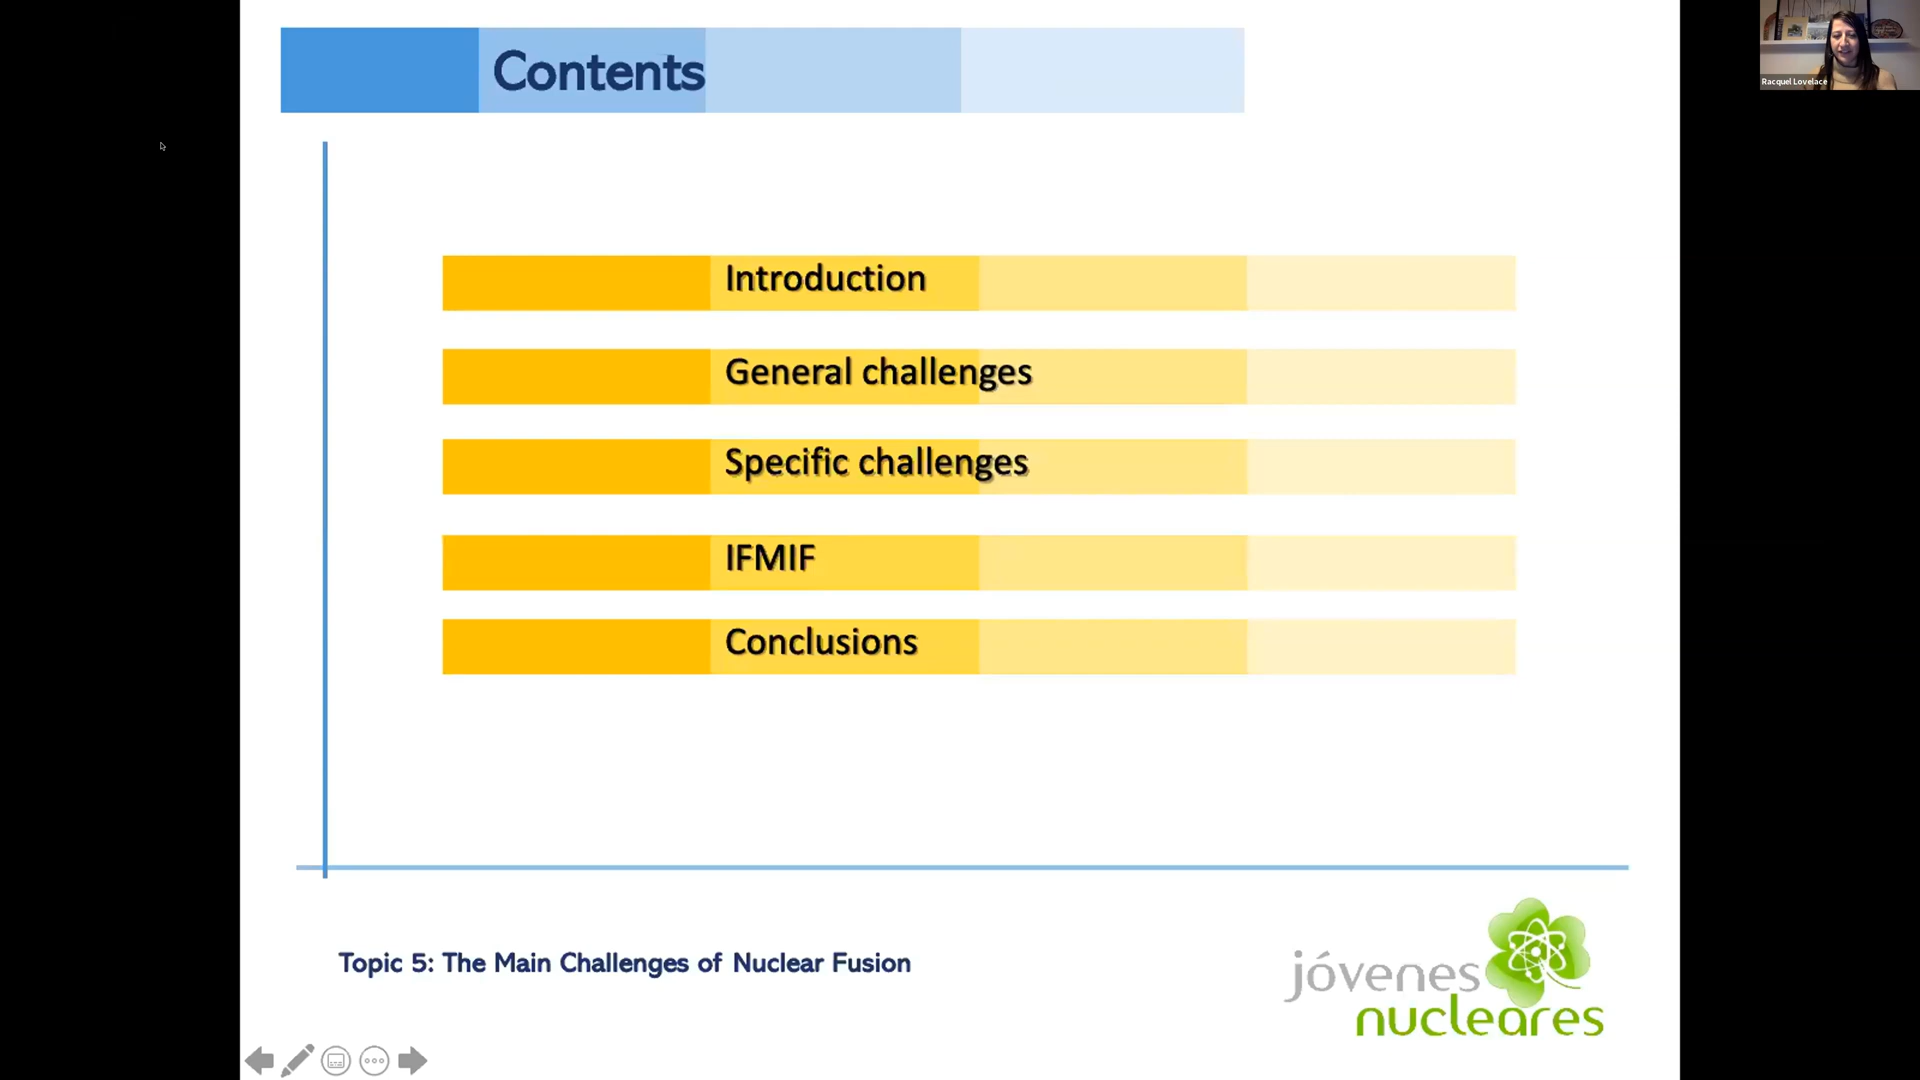 Contents
Racquel Lovelace
Introduction
General challenges
Specific challenges
IFMIF
Conclusions
Topic 5: The Main Challenges of Nuclear Fusion
jóvenes
nucleares